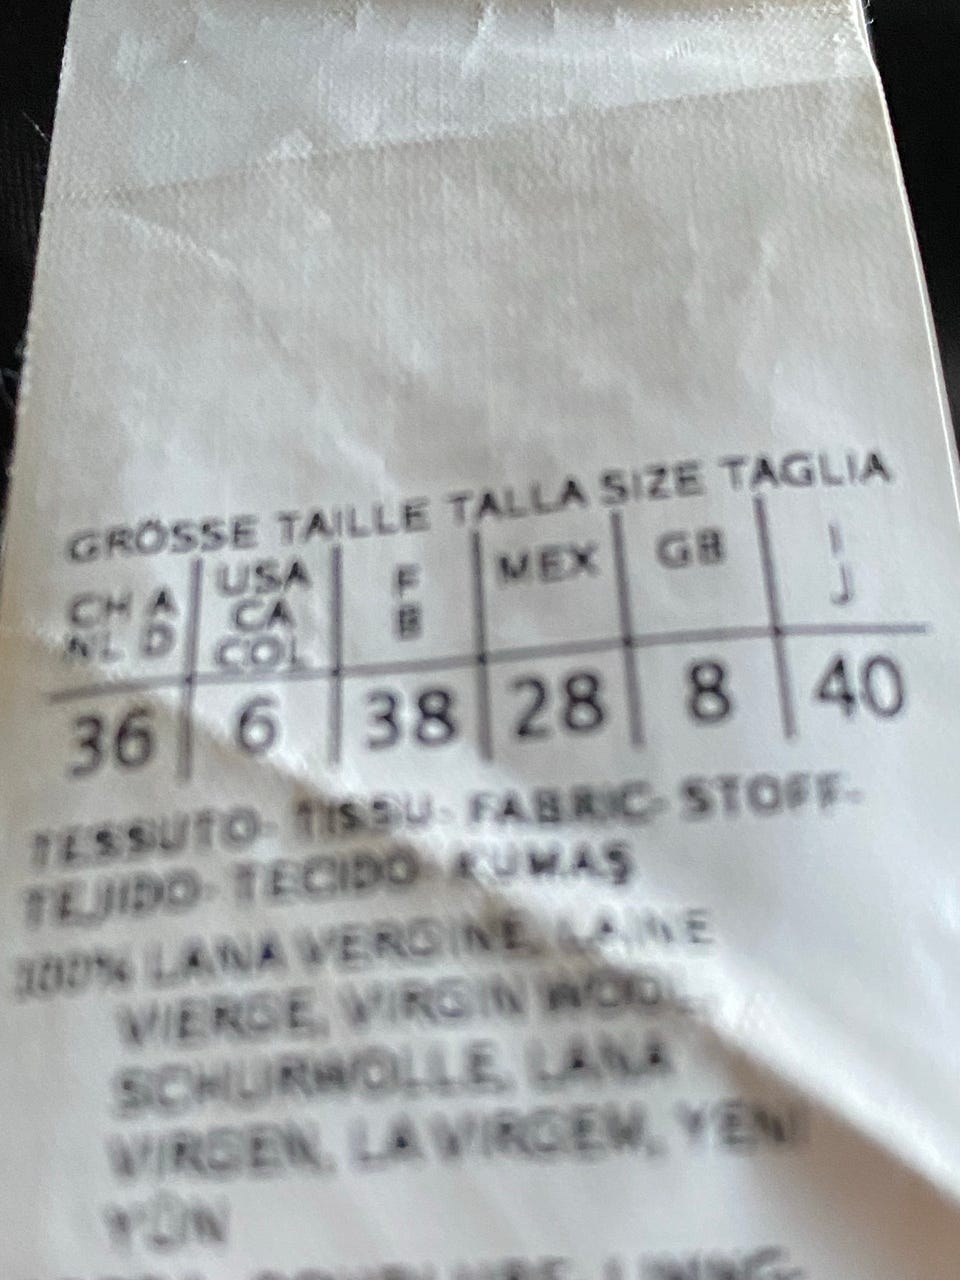 GRÖSSE TAILLE TALLA SIZE TAGLIA
CH A USA F MEX GB I
NL D CA B J
COL
36 6 38 28 8 40
TESSUTO- TISSU- FABRIC- STOFF-
TEJIDO- TECIDO- KUMAŞ
100% LANA VERGINE, LAINE
VIERGE, VIRGIN WOOL,
SCHURWOLLE, LANA
VIRGEN, LA VIRGEM, YENI
YÜN